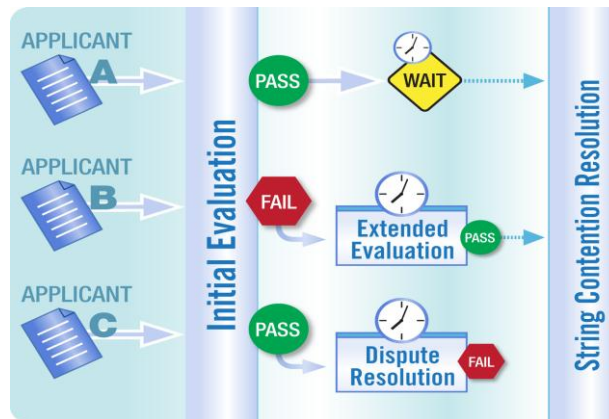 APPLICANT
A
PASS
WAIT
APPLICANT
B
FAIL
Extended
Evaluation
PASS
APPLICANT
C
PASS
Dispute
Resolution
FAIL
Initial Evaluation
String Contention Resolution